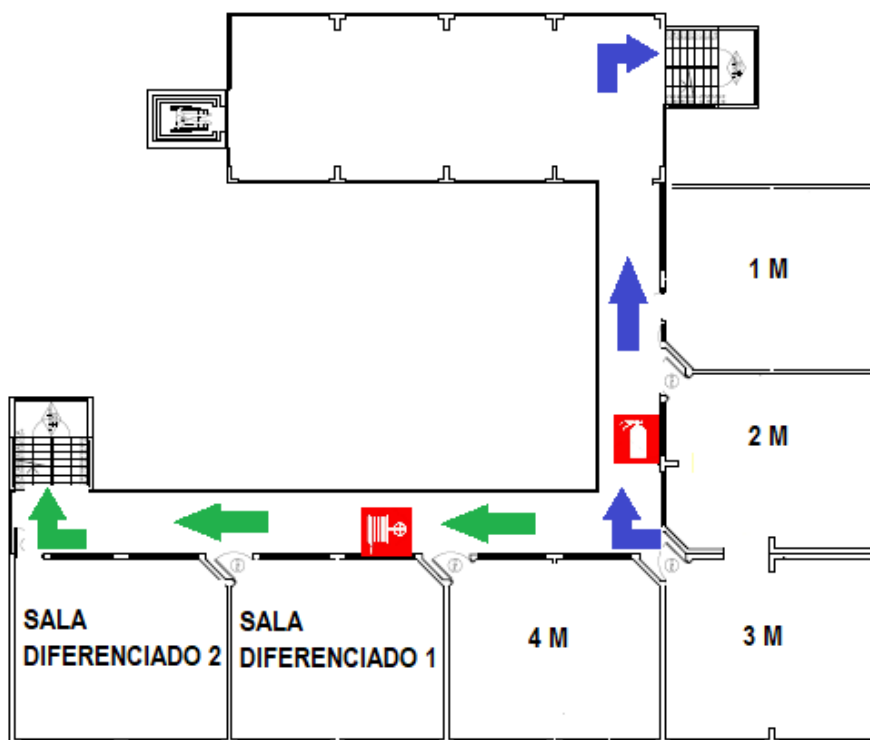 1 M
2 M
SALA
DIFERENCIADO 2
SALA
DIFERENCIADO 1
4 M
3 M